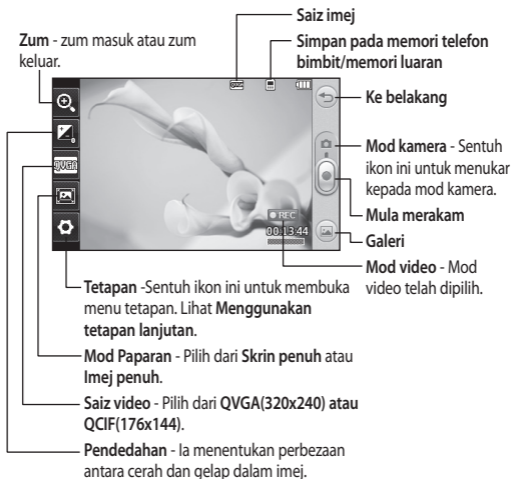 Saiz imej
Zum - zum masuk atau zum
keluar.
Simpan pada memori telefon
bimbit/memori luaran
Ke belakang
Mod kamera - Sentuh
ikon ini untuk menukar
kepada mod kamera.
Mula merakam
Galeri
Mod video - Mod
video telah dipilih.
QVGA
QVGA
REC
00:13:44
Tetapan -Sentuh ikon ini untuk membuka
menu tetapan. Lihat Menggunakan
tetapan lanjutan.
Mod Paparan - Pilih dari Skrin penuh atau
Imej penuh.
Saiz video - Pilih dari QVGA(320x240) atau
QCIF(176x144).
Pendedahan - Ia menentukan perbezaan
antara cerah dan gelap dalam imej.